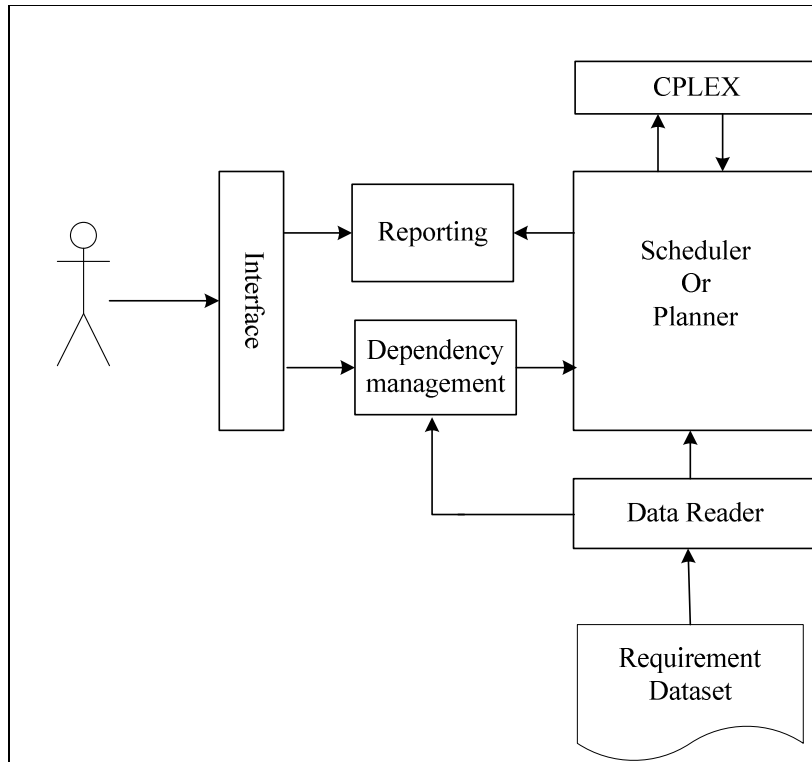 CPLEX
Reporting
Scheduler
Or
Planner
Interface
Dependency
management
Data Reader
Requirement
Dataset